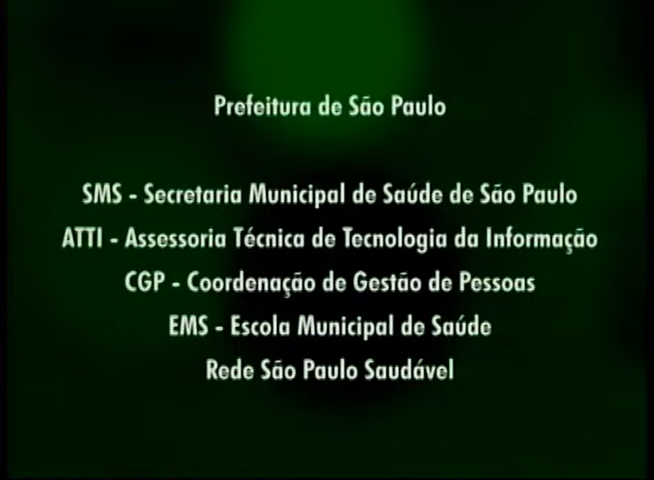 Prefeitura de São Paulo
SMS - Secretaria Municipal de Saúde de São Paulo
ATTI - Assessoria Técnica de Tecnologia da Informação
CGP - Coordenação de Gestão de Pessoas
EMS - Escola Municipal de Saúde
Rede São Paulo Saudável